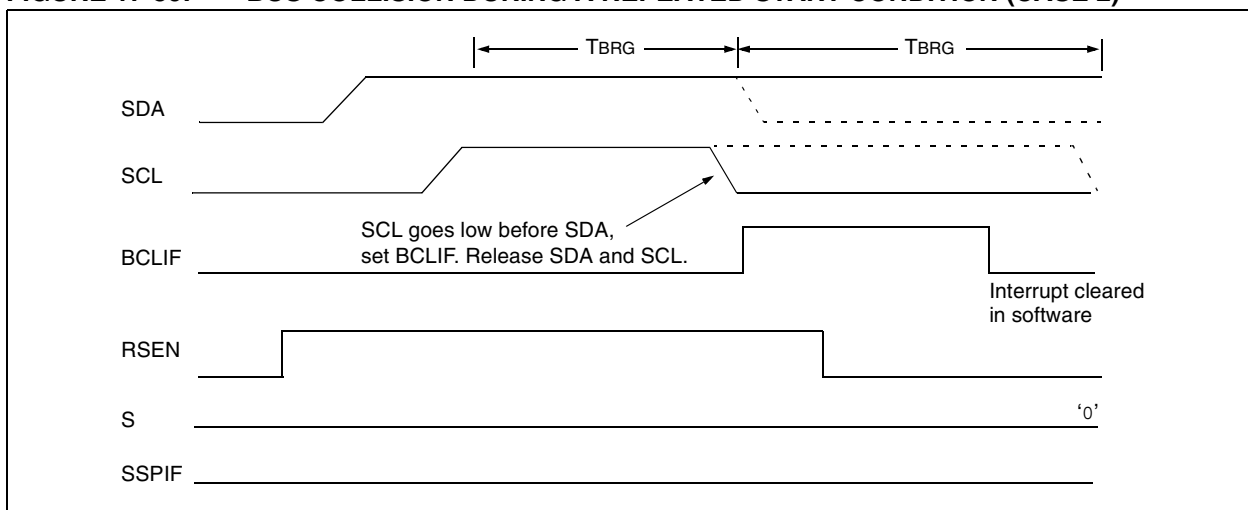 TBRG
TBRG
SDA
SCL
SCL goes low before SDA,
set BCLIF. Release SDA and SCL.
BCLIF
Interrupt cleared
in software
RSEN
S
‘0’
SSPIF